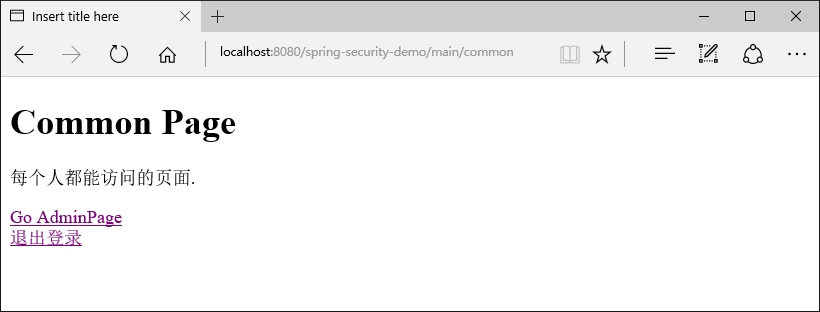 Insert title here
localhost:8080/spring-security-demo/main/common
Common Page
每个人都能访问的页面.
Go AdminPage
退出登录